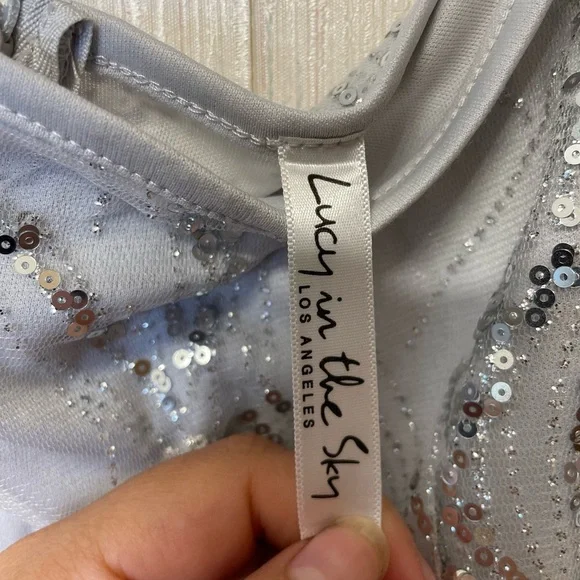 Lucy in the Sky
LOS ANGELES